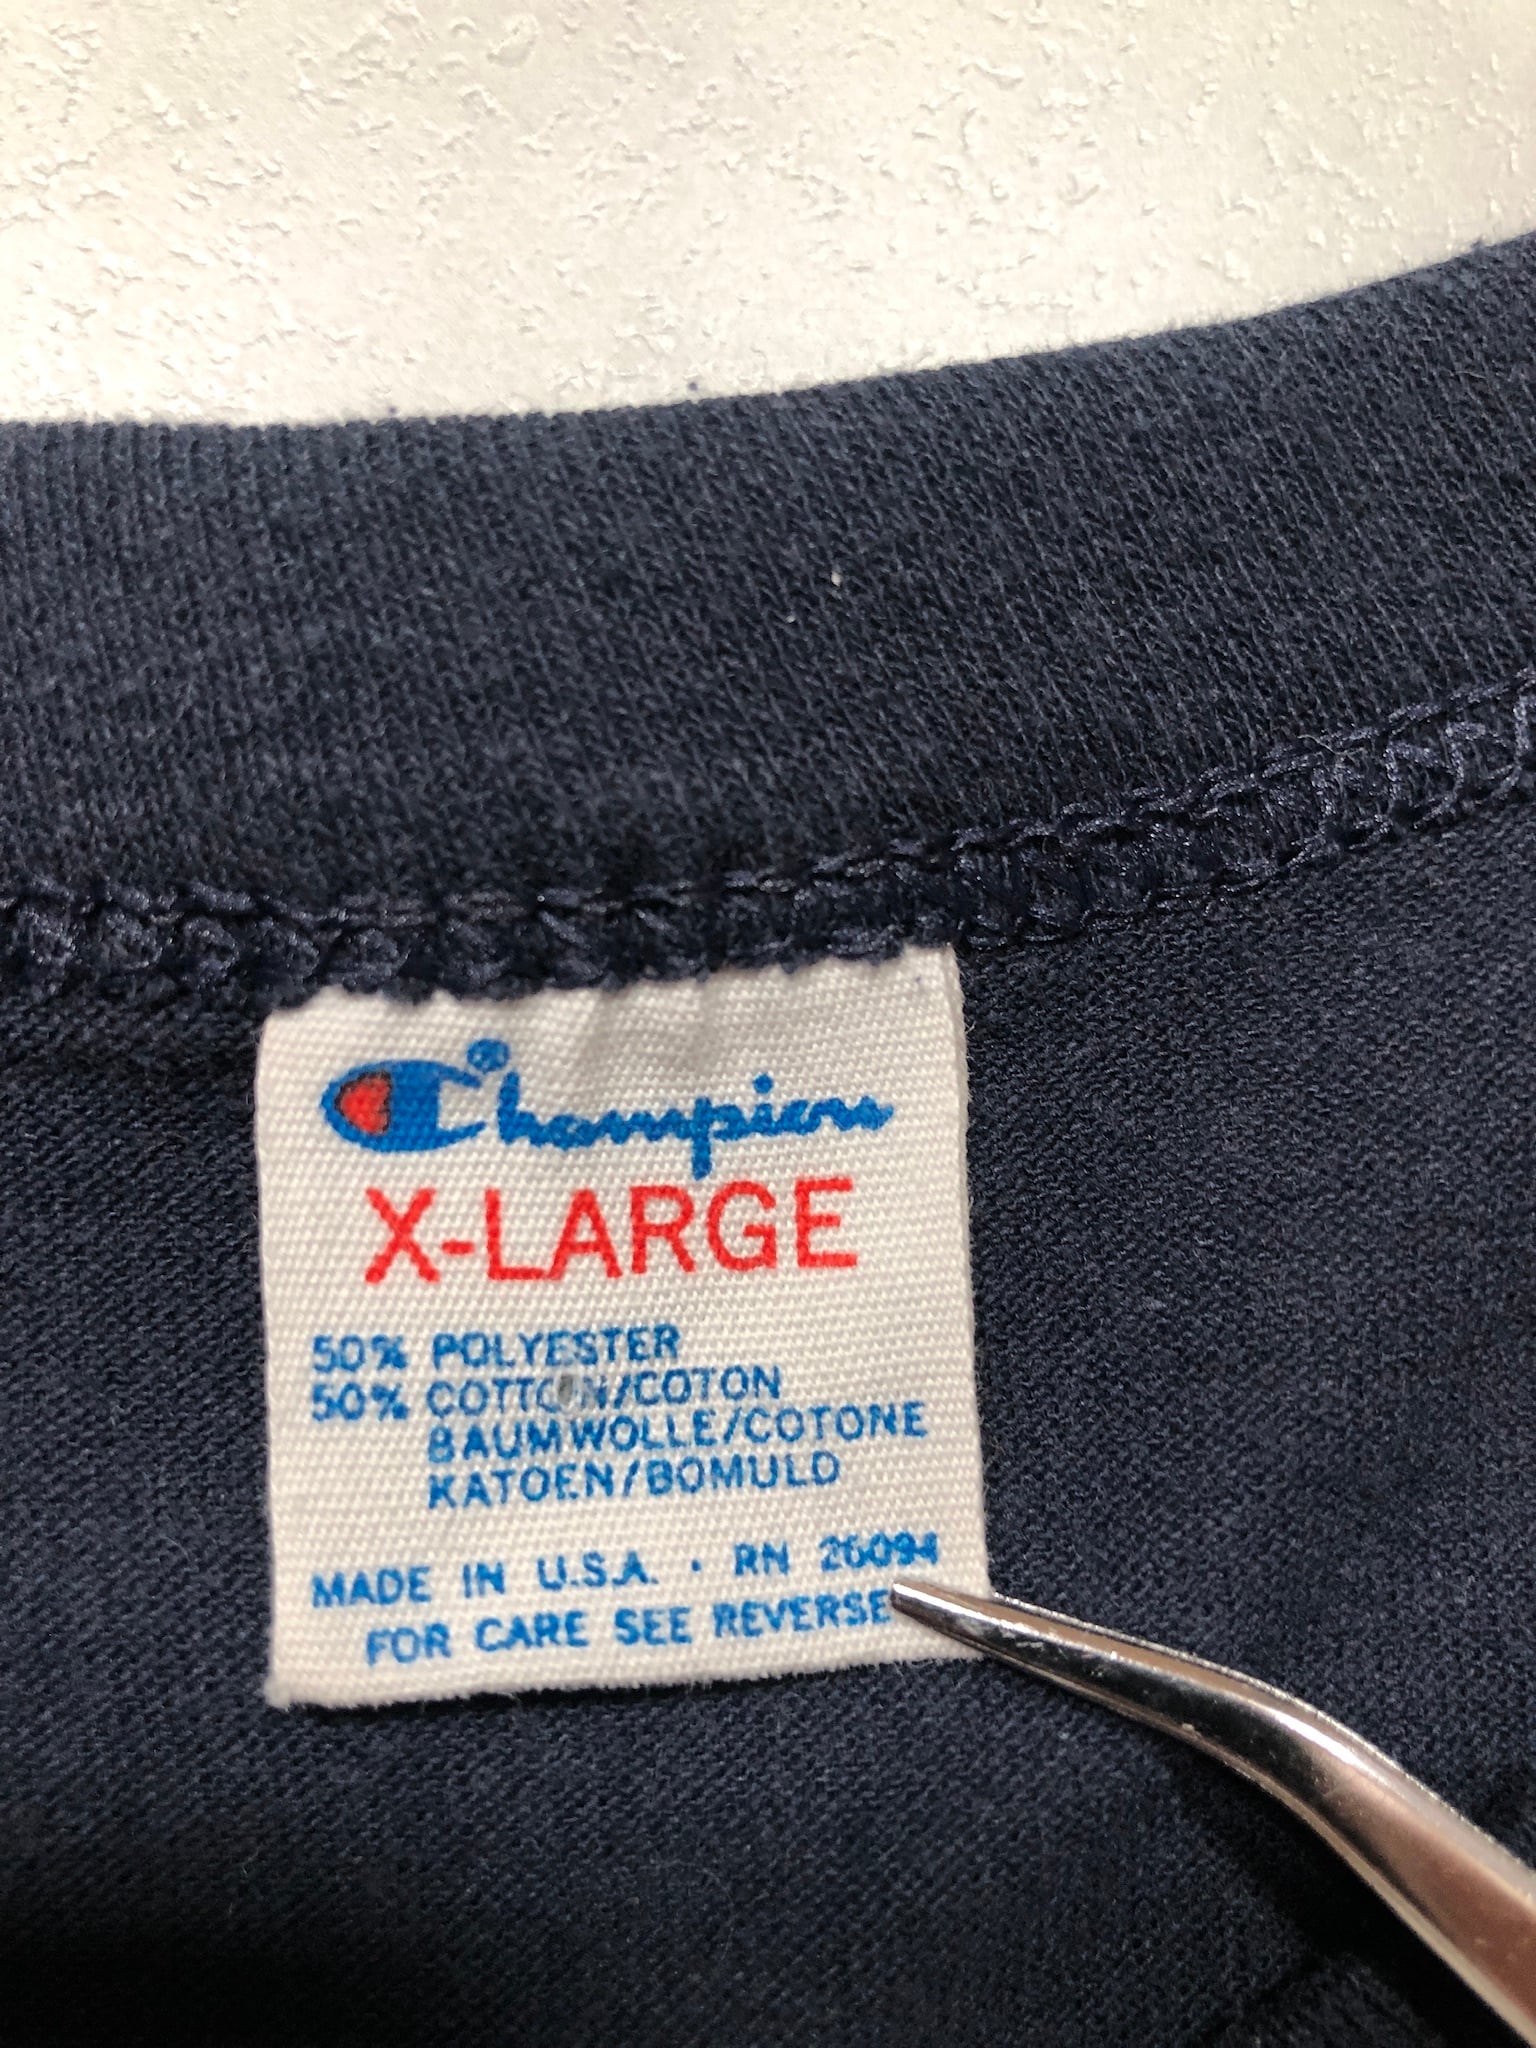 Champion®
X-LARGE
50% POLYESTER
50% COTTON/COTON
BAUMWOLLE/COTONE
KATOEN/BOMULD
MADE IN U.S.A. · RN 26094
FOR CARE SEE REVERSE